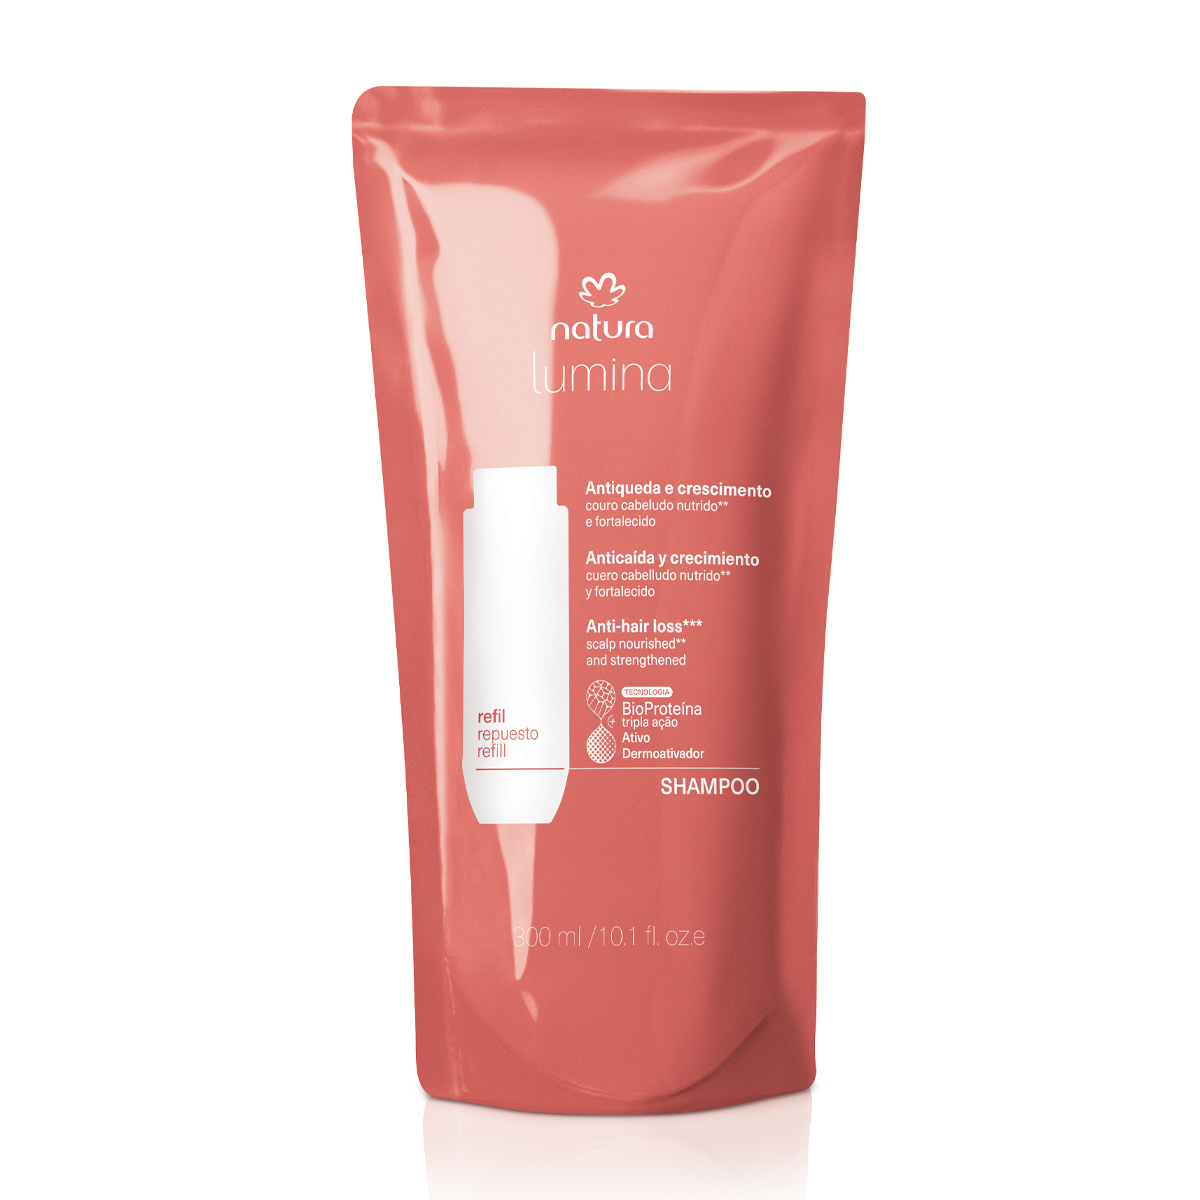 natura
lumina
Antiqueda e crescimento
couro cabeludo nutrido**
e fortalecido
Anticaída y crecimiento
cuero cabelludo nutrido**
y fortalecido
Anti-hair loss***
scalp nourished**
and strengthened
TECNOLOGIA
BioProteína
tripla ação
+
Ativo
Dermoativador
refil
repuesto
refill
SHAMPOO
300 ml /10.1 fl. oz.e